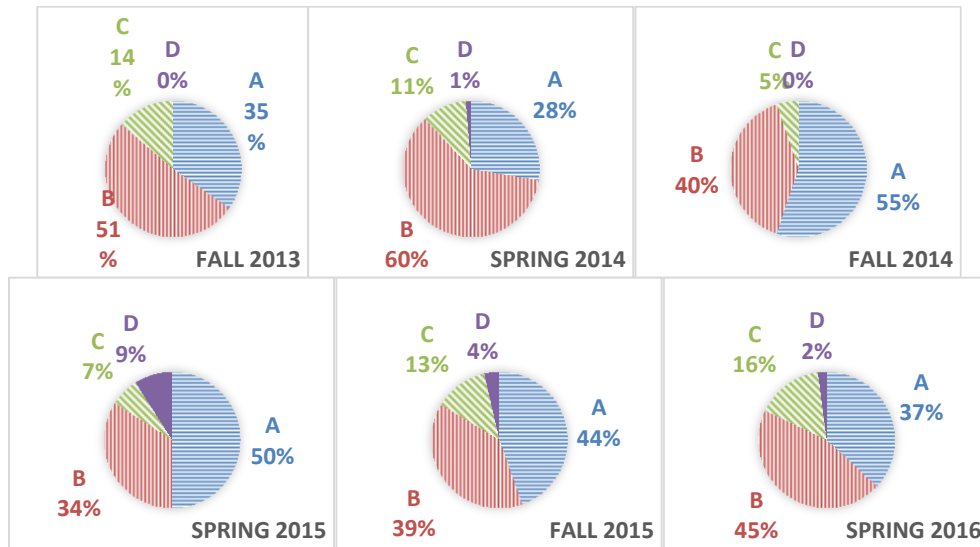 C
14
%
D
0%
A
35
%
B
51
%
FALL 2013
C
11%
D
1%
A
28%
B
60%
SPRING 2014
C
5%
D
0%
B
40%
A
55%
FALL 2014
C
7%
D
9%
A
50%
B
34%
SPRING 2015
C
13%
D
4%
A
44%
B
39%
FALL 2015
C
16%
D
2%
A
37%
B
45%
SPRING 2016